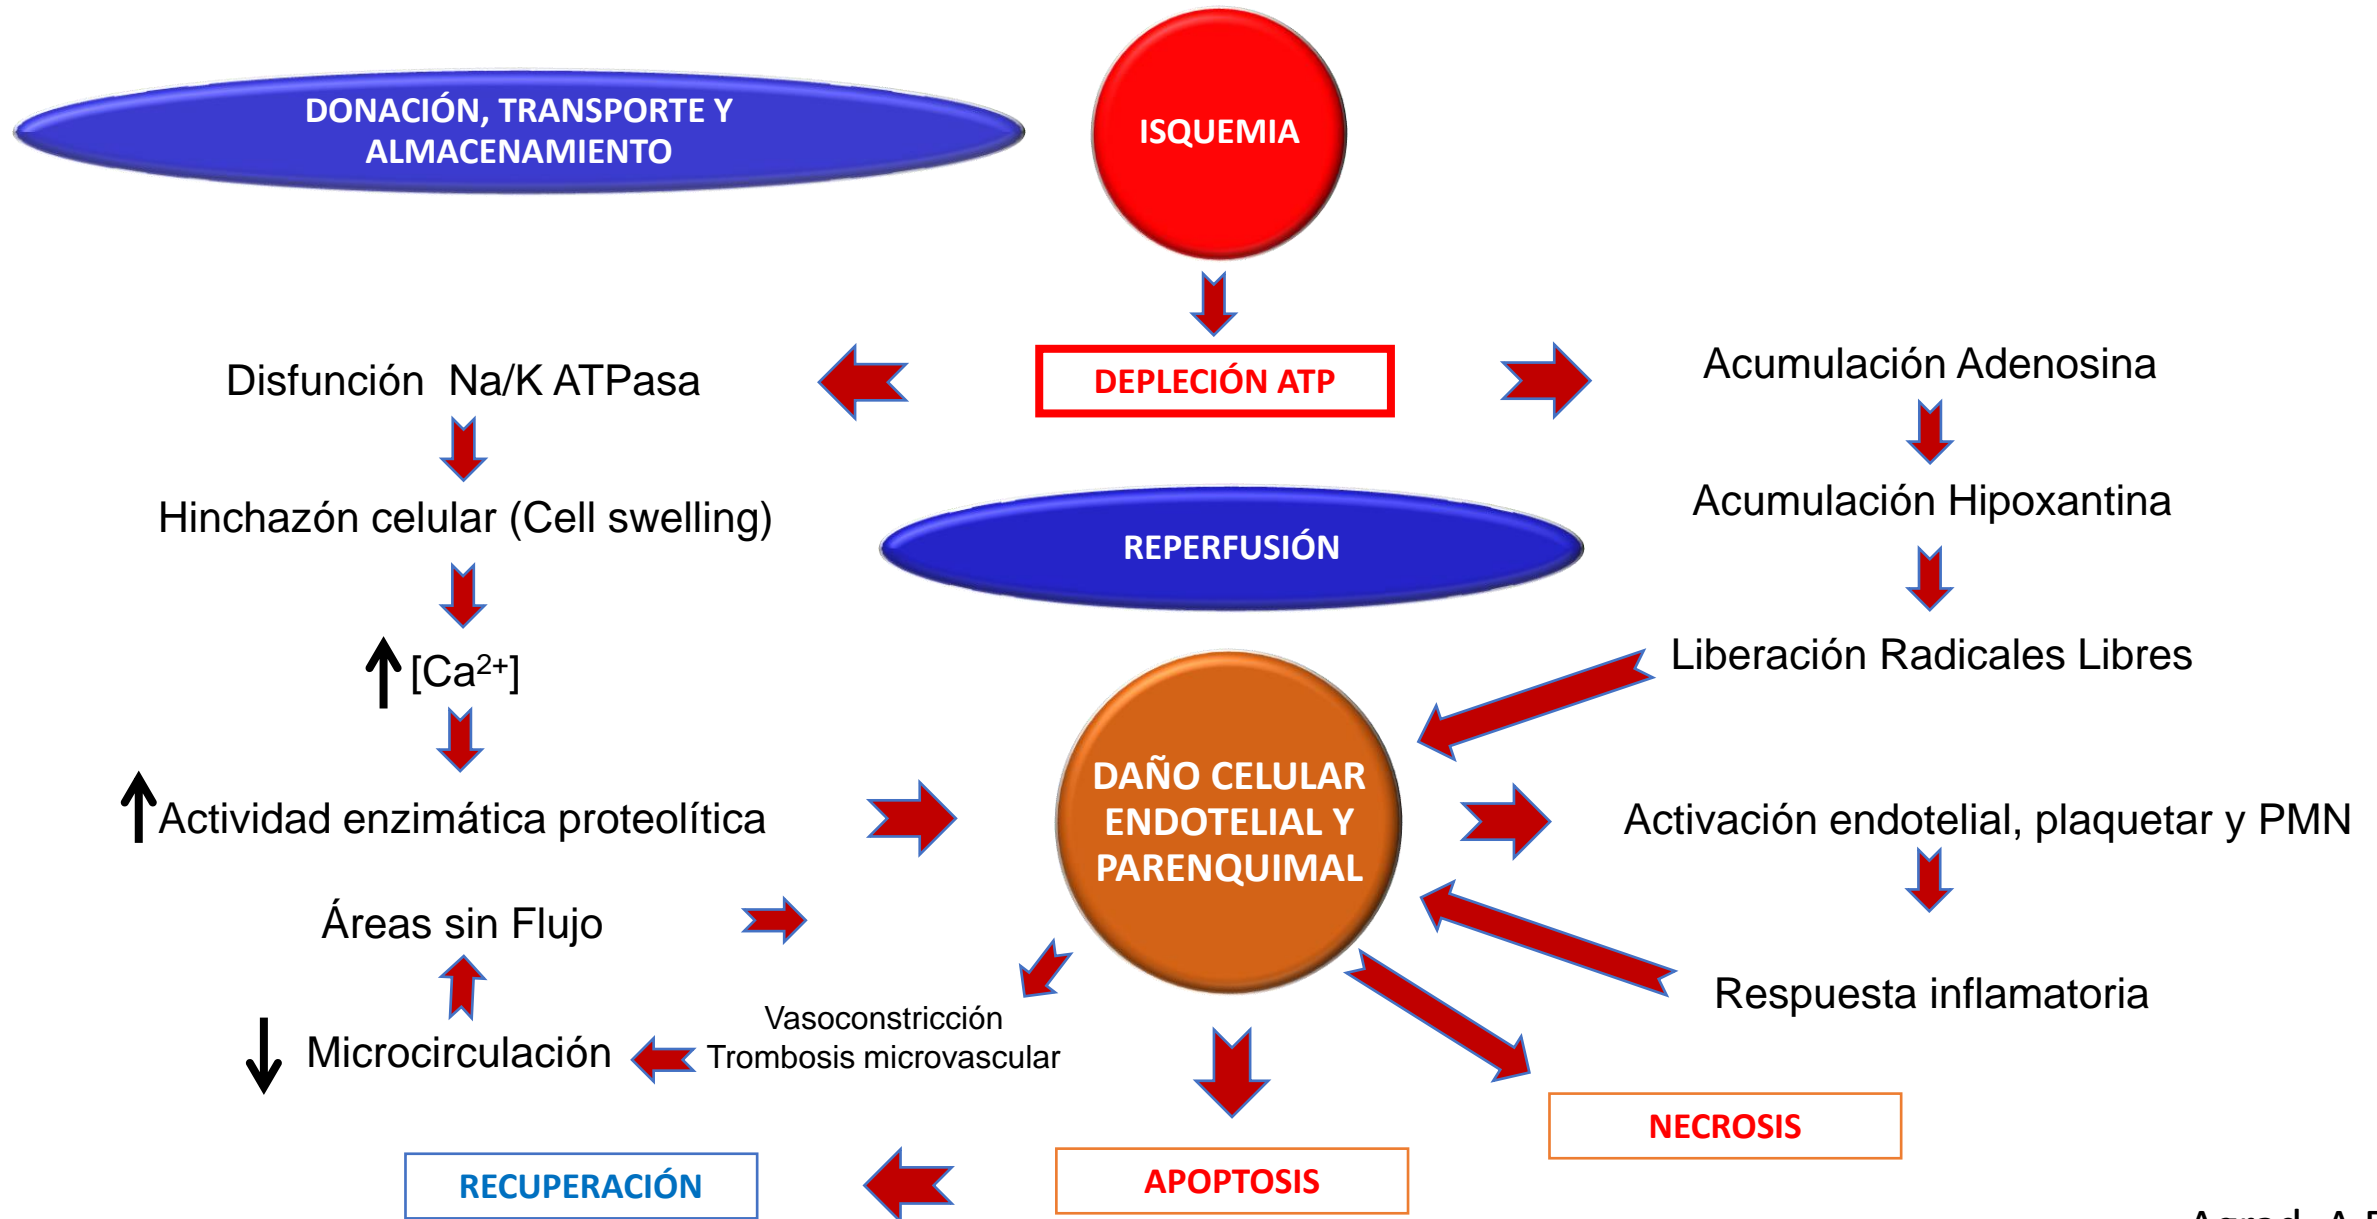 DONACIÓN, TRANSPORTE Y
ALMACENAMIENTO
ISQUEMIA
Disfunción Na/K ATPasa
DEPLECIÓN ATP
Acumulación Adenosina
Hinchazón celular (Cell swelling)
REPERFUSIÓN
Acumulación Hipoxantina
[Ca²⁺]
Liberación Radicales Libres
Actividad enzimática proteolítica
DAÑO CELULAR
ENDOTELIAL Y
PARENQUIMAL
Activación endotelial, plaquetar y PMN
Áreas sin Flujo
Respuesta inflamatoria
Vasoconstricción
Trombosis microvascular
Microcirculación
NECROSIS
RECUPERACIÓN
APOPTOSIS